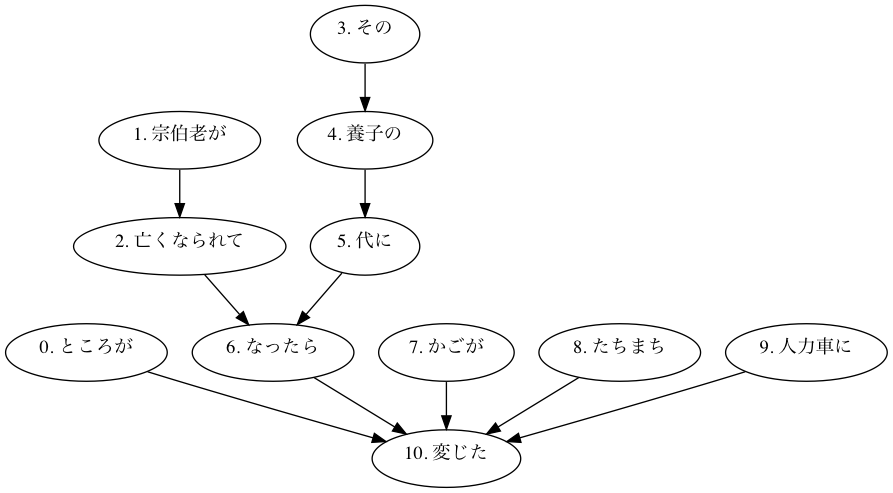 3. その
1. 宗伯老が
4. 養子の
2. 亡くなられて
5. 代に
0. ところが
6. なったら
7. かごが
8. たちまち
9. 人力車に
10. 変じた